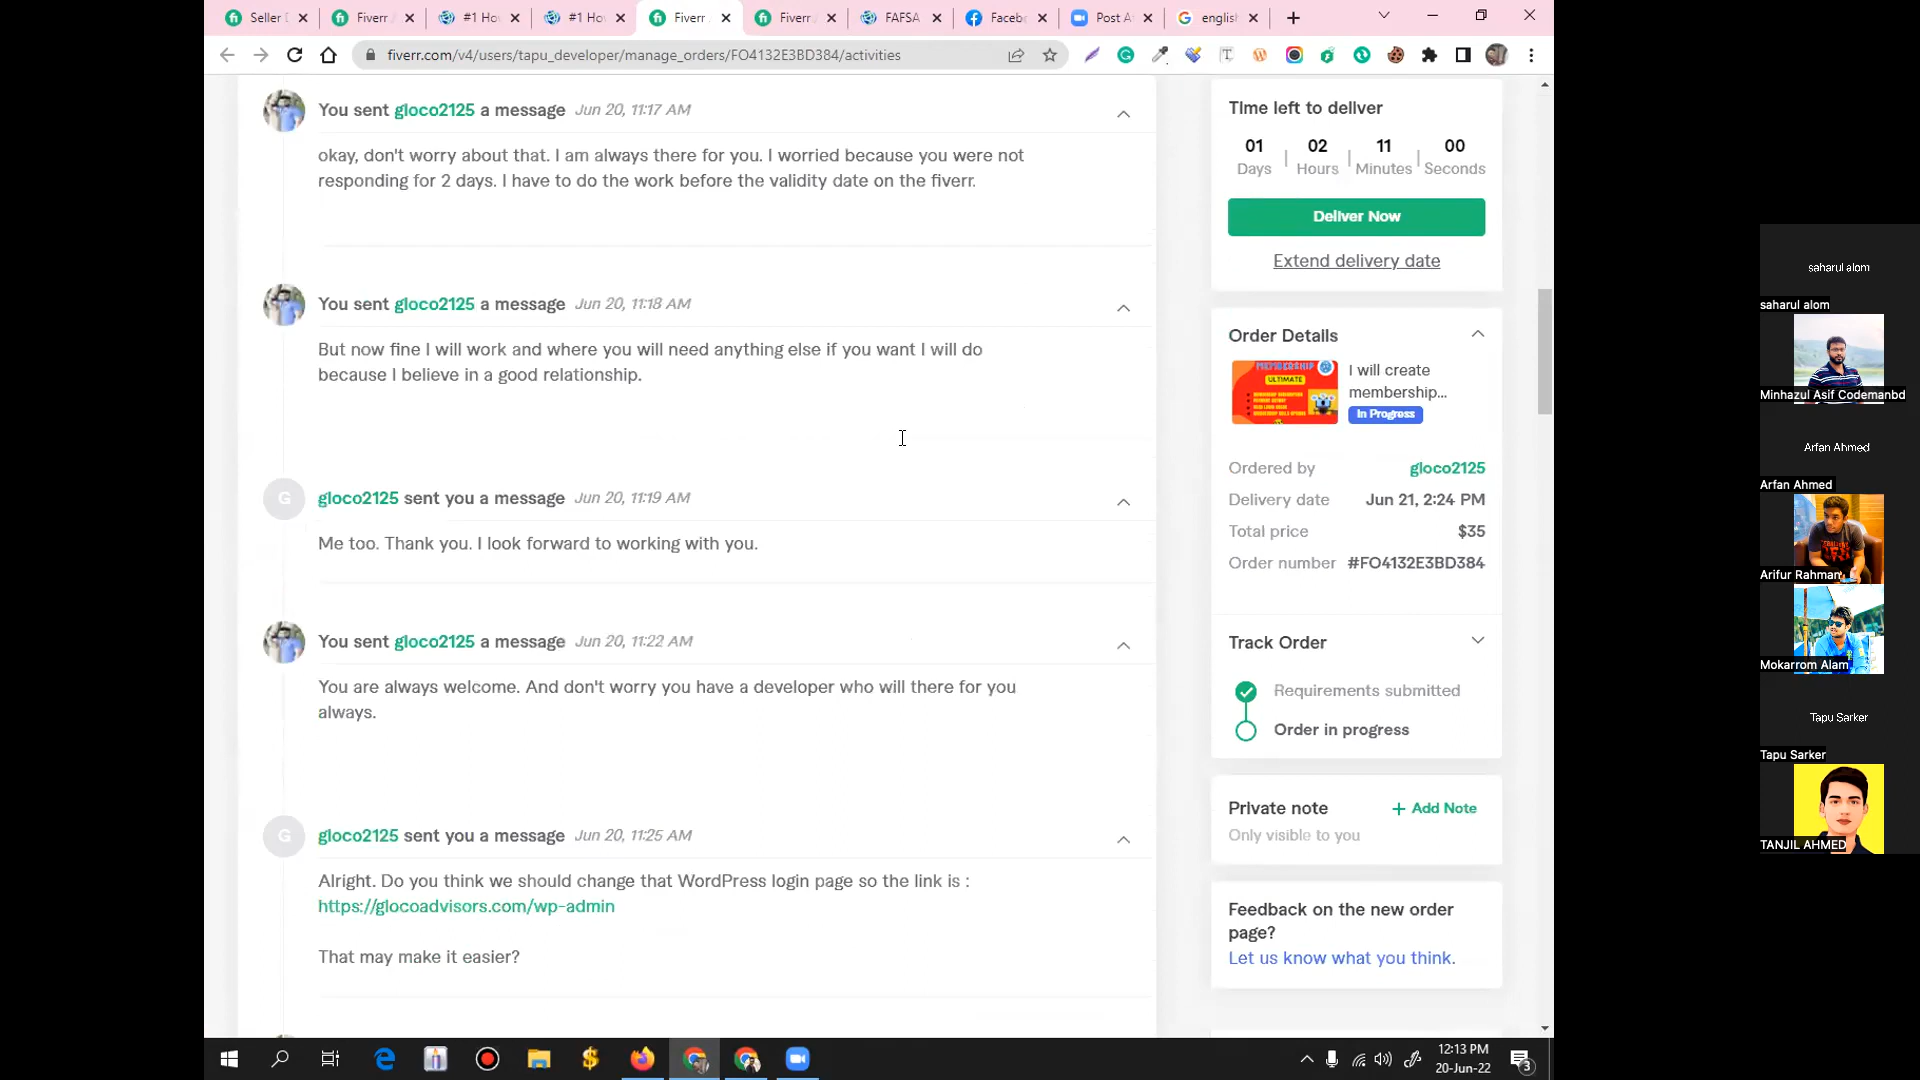 Seller
Fiverr
#1 Ho
#1 Ho
Fiverr
Fiverr
FAFSA
Faceb
Post A
english
fiverr.com/v4/users/tapu_developer/manage_orders/FO4132E3BD384/activities
You sent gloco2125 a message Jun 20, 11:17 AM
okay, don't worry about that. I am always there for you. I worried because you were not
responding for 2 days. I have to do the work before the validity date on the fiverr.
You sent gloco2125 a message Jun 20, 11:18 AM
But now fine I will work and where you will need anything else if you want I will do
because I believe in a good relationship.
G
gloco2125 sent you a message Jun 20, 11:19 AM
Me too. Thank you. I look forward to working with you.
You sent gloco2125 a message Jun 20, 11:22 AM
You are always welcome. And don't worry you have a developer who will there for you
always.
G
gloco2125 sent you a message Jun 20, 11:25 AM
Alright. Do you think we should change that WordPress login page so the link is :
https://glocoadvisors.com/wp-admin
That may make it easier?
Time left to deliver
01 02 11 00
Days Hours Minutes Seconds
Deliver Now
Extend delivery date
Order Details
MEMBERSHIP
ULTIMATE
I will create
membership...
In Progress
Ordered by gloco2125
Delivery date Jun 21, 2:24 PM
Total price $35
Order number #FO4132E3BD384
Track Order
Requirements submitted
Order in progress
Private note + Add Note
Only visible to you
Feedback on the new order
page?
Let us know what you think.
12:13 PM
20-Jun-22
3
saharul alom
saharul alom
Minhazul Asif Codemanbd
Arfan Ahmed
Arfan Ahmed
Arifur Rahman
Mokarrom Alam
Tapu Sarker
Tapu Sarker
TANJIL AHMED